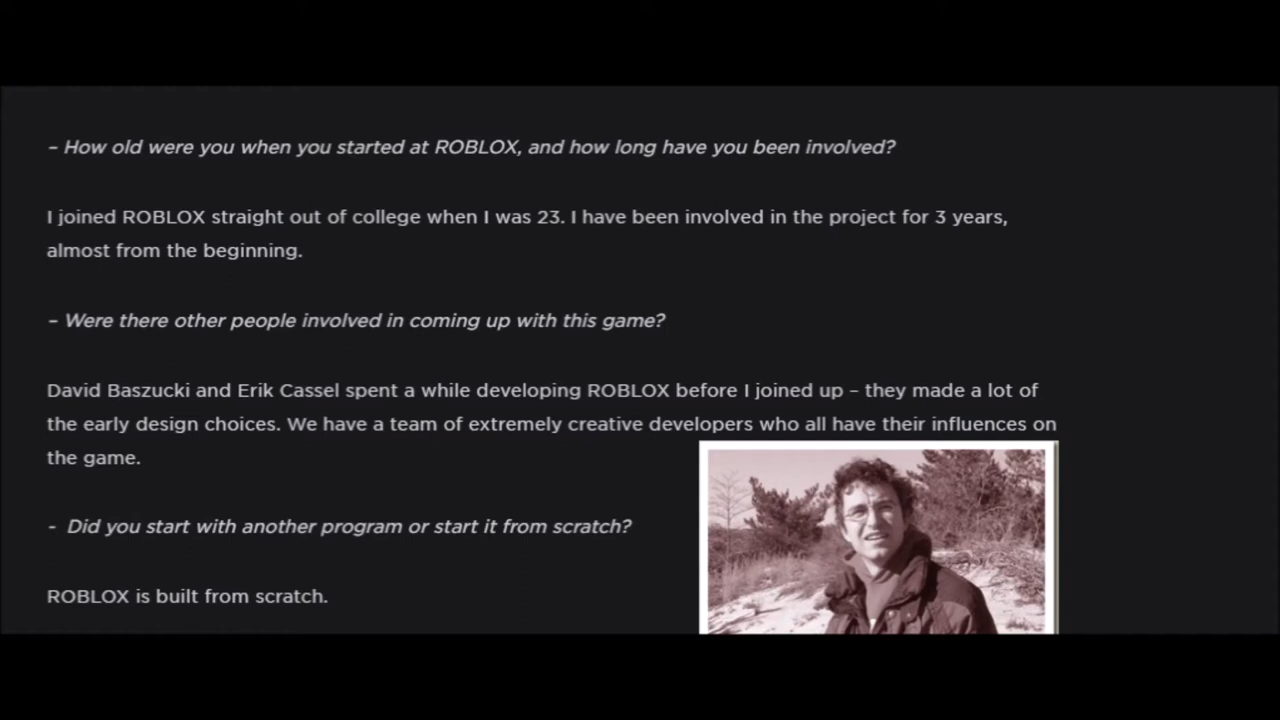 – How old were you when you started at ROBLOX, and how long have you been involved?
I joined ROBLOX straight out of college when I was 23. I have been involved in the project for 3 years,
almost from the beginning.
– Were there other people involved in coming up with this game?
David Baszucki and Erik Cassel spent a while developing ROBLOX before I joined up – they made a lot of
the early design choices. We have a team of extremely creative developers who all have their influences on
the game.
- Did you start with another program or start it from scratch?
ROBLOX is built from scratch.